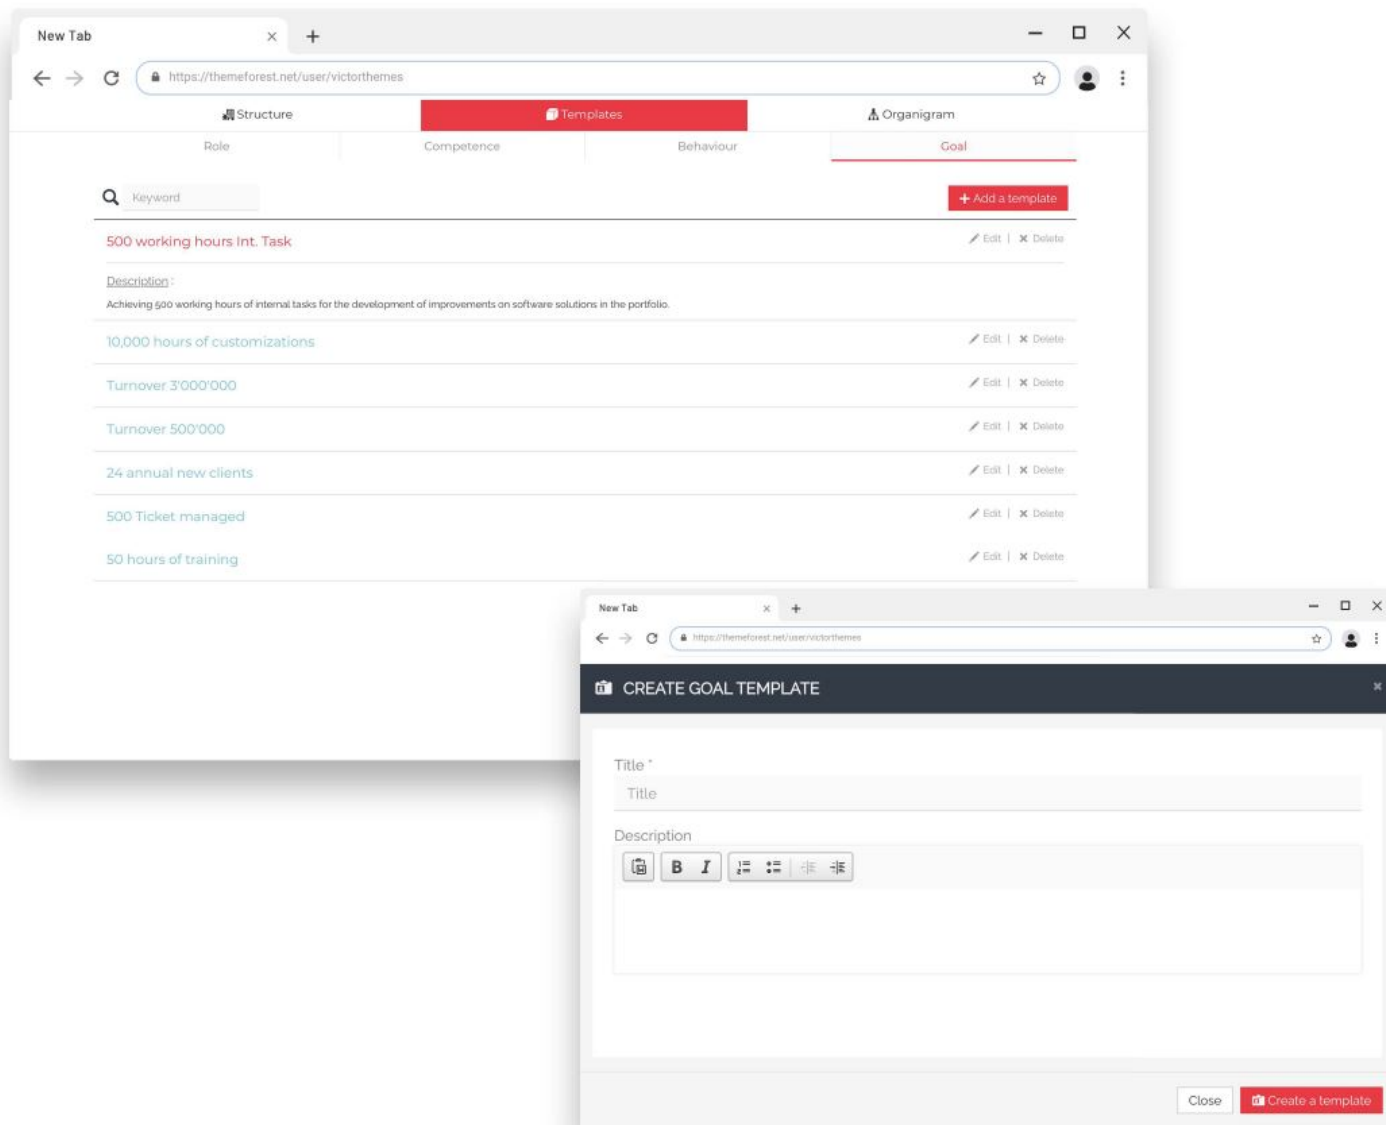 New Tab
https://themeforest.net/user/victorthemes
Structure Templates Organigram
Role Competence Behaviour Goal
Keyword + Add a template
500 working hours Int. Task Edit | Delete
Description :
Achieving 500 working hours of internal tasks for the development of improvements on software solutions in the portfolio.
10,000 hours of customizations Edit | Delete
Turnover 3'000'000 Edit | Delete
Turnover 500'000 Edit | Delete
24 annual new clients Edit | Delete
500 Ticket managed Edit | Delete
50 hours of training Edit | Delete
New Tab
https://themeforest.net/user/victorthemes
CREATE GOAL TEMPLATE
Title *
Title
Description
B I
Close Create a template